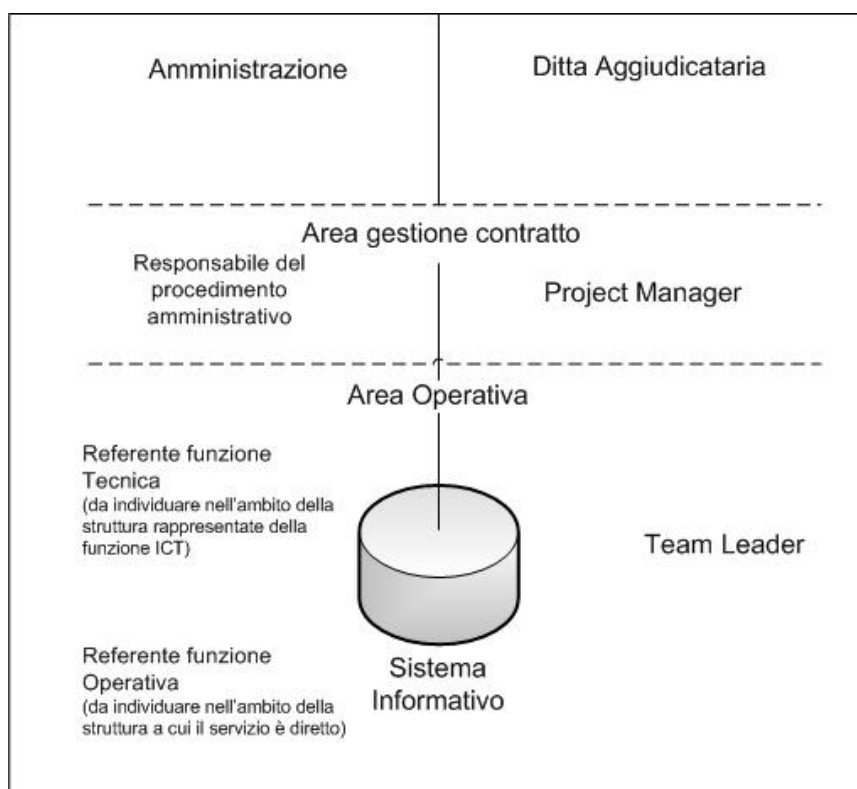 Amministrazione
Ditta Aggiudicataria
Area gestione contratto
Responsabile del
procedimento
amministrativo
Project Manager
Area Operativa
Referente funzione
Tecnica
(da individuare nell'ambito della
struttura rappresentate della
funzione ICT)
Team Leader
Sistema
Informativo
Referente funzione
Operativa
(da individuare nell'ambito della
struttura a cui il servizio è diretto)